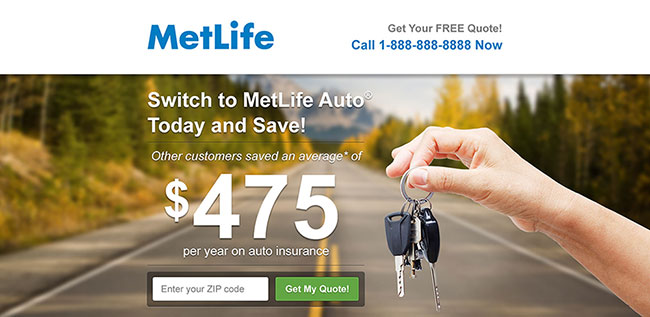 MetLife
Get Your FREE Quote!
Call 1-888-888-8888 Now
Switch to MetLife Auto®
Today and Save!
Other customers saved an average* of
$475
per year on auto insurance
Enter your ZIP code
Get My Quote!